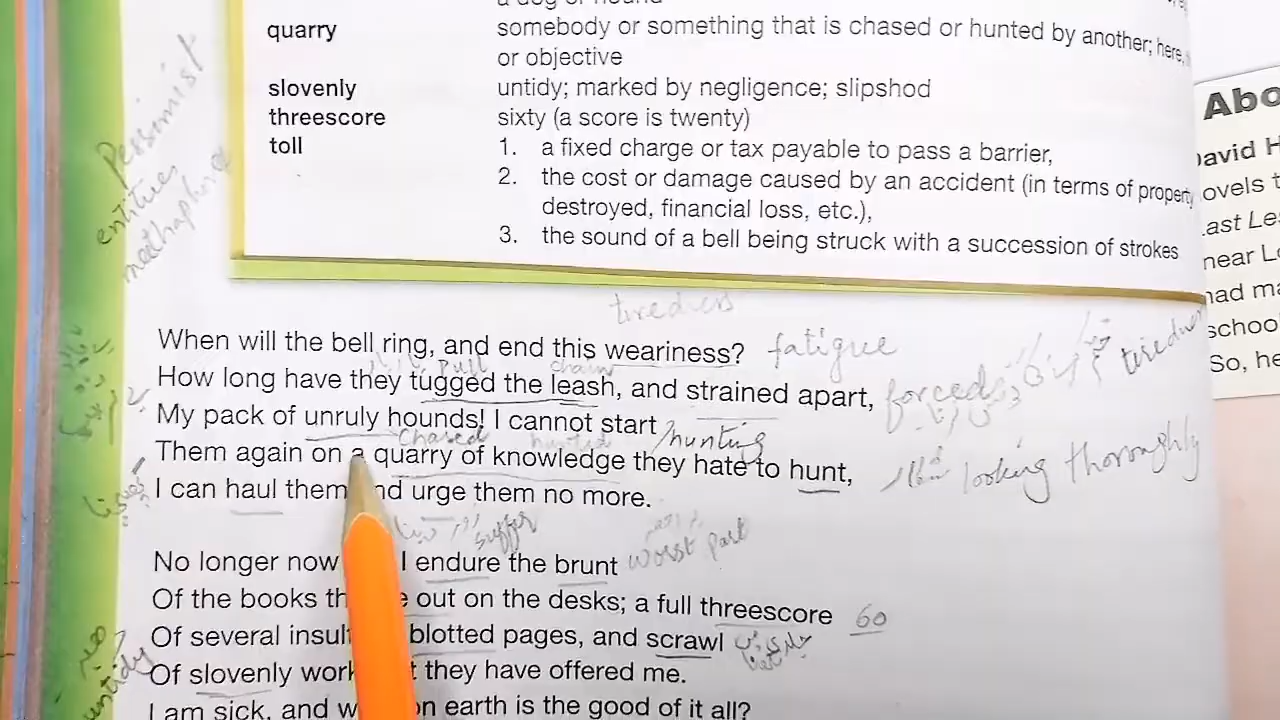 quarry somebody or something that is chased or hunted by another; here,
or objective
slovenly untidy; marked by negligence; slipshod
threescore sixty (a score is twenty)
toll 1. a fixed charge or tax payable to pass a barrier,
2. the cost or damage caused by an accident (in terms of property
destroyed, financial loss, etc.),
3. the sound of a bell being struck with a succession of strokes
Abo
David H
ovels t
ast Le
near Lo
had ma
schoo
So, he
tiredness
When will the bell ring, and end this weariness? fatigue
pull chain
How long have they tugged the leash, and strained apart, forced tiredness
My pack of unruly hounds! I cannot start
chased hunted hunting
Them again on a quarry of knowledge they hate to hunt, looking thoroughly
I can haul them and urge them no more.
suffer
No longer now I endure the brunt worst part
Of the books out on the desks; a full threescore 60
Of several insul blotted pages, and scrawl
untidy
Of slovenly work they have offered me.
I am sick, and w on earth is the good of it all?